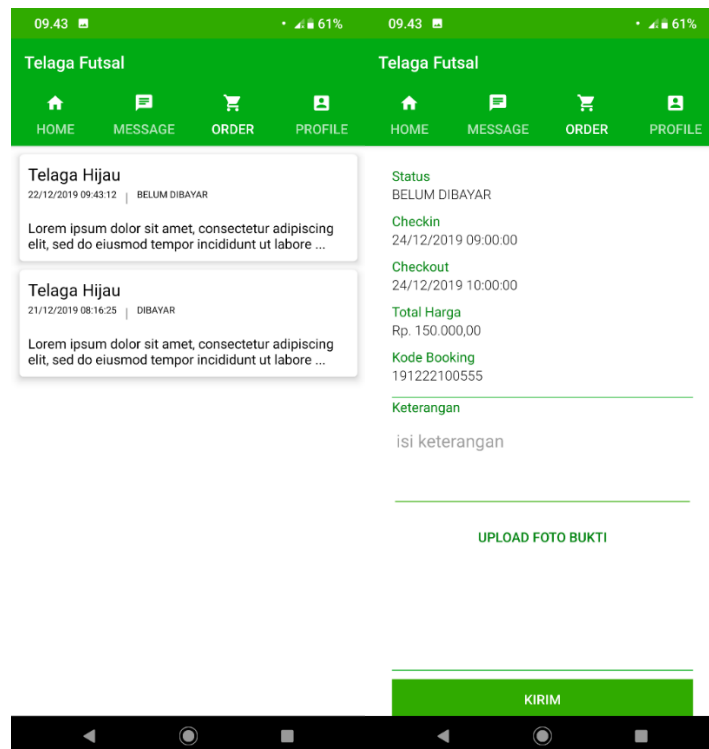 09.43
61%
Telaga Futsal
HOME
MESSAGE
ORDER
PROFILE
Telaga Hijau
22/12/2019 09:43:12 | BELUM DIBAYAR
Lorem ipsum dolor sit amet, consectetur adipiscing
elit, sed do eiusmod tempor incididunt ut labore ...
Telaga Hijau
21/12/2019 08:16:25 | DIBAYAR
Lorem ipsum dolor sit amet, consectetur adipiscing
elit, sed do eiusmod tempor incididunt ut labore ...
09.43
61%
Telaga Futsal
HOME
MESSAGE
ORDER
PROFILE
Status
BELUM DIBAYAR
Checkin
24/12/2019 09:00:00
Checkout
24/12/2019 10:00:00
Total Harga
Rp. 150.000,00
Kode Booking
191222100555
Keterangan
isi keterangan
UPLOAD FOTO BUKTI
KIRIM